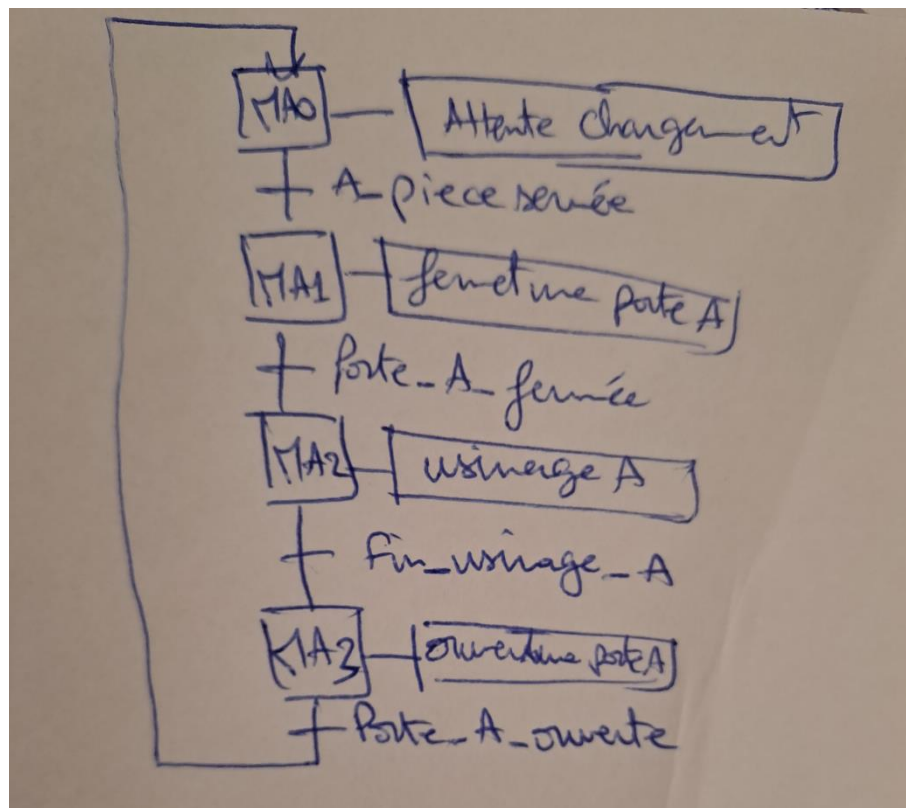 MA0 Attente chargement
A_piece serrée
MA1 fermeture porte A
Porte_A_fermée
MA2 usinage A
Fin_usinage_A
MA3 ouverture porte A
Porte_A_ouverte